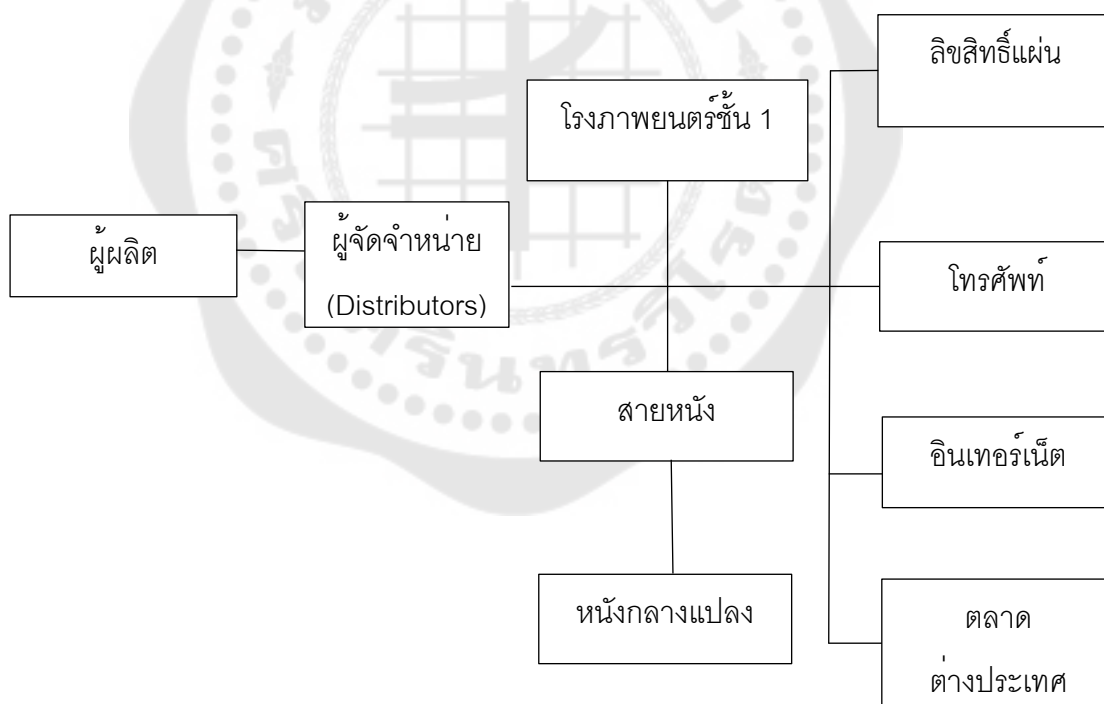 ลิขสิทธิ์แผ่น
โรงภาพยนตร์ชั้น 1
ผู้ผลิต
ผู้จัดจำหน่าย
(Distributors)
โทรศัพท์
สายหนัง
อินเทอร์เน็ต
หนังกลางแปลง
ตลาด
ต่างประเทศ